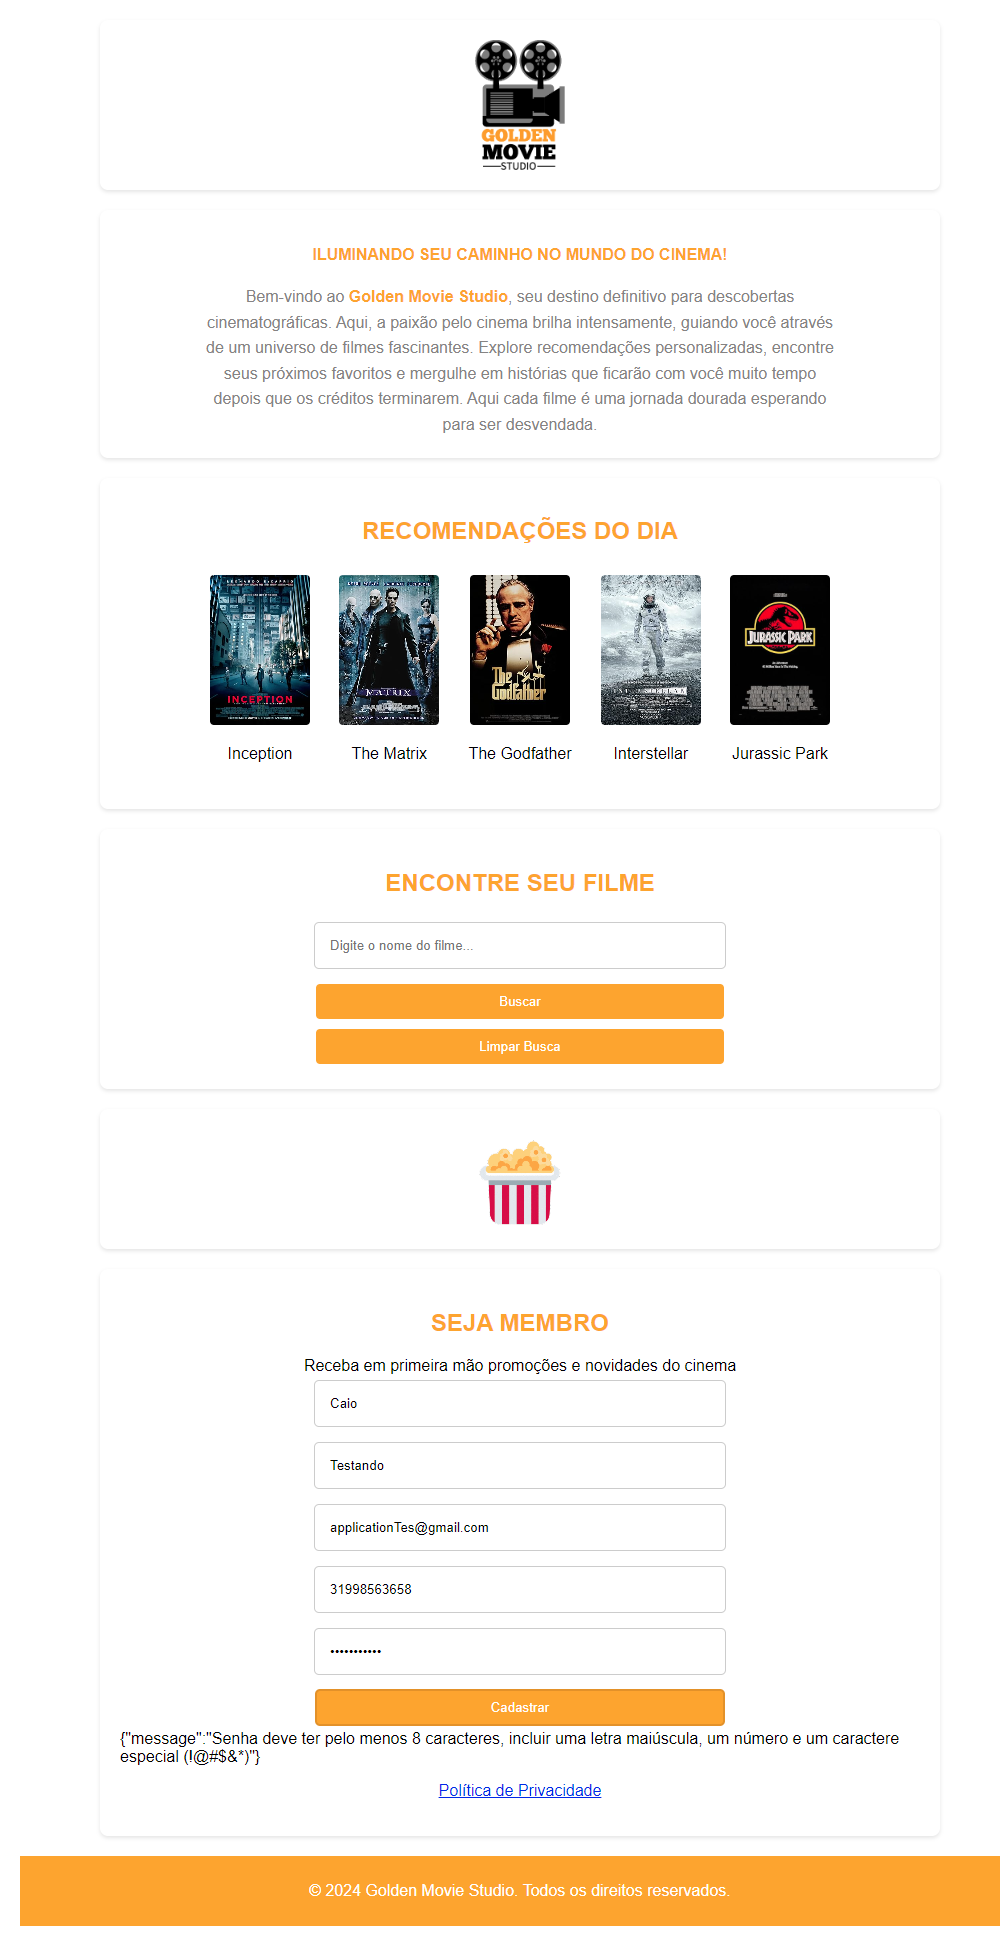 GOLDEN
MOVIE
STUDIO
ILUMINANDO SEU CAMINHO NO MUNDO DO CINEMA!
Bem-vindo ao Golden Movie Studio, seu destino definitivo para descobertas
cinematográficas. Aqui, a paixão pelo cinema brilha intensamente, guiando você através
de um universo de filmes fascinantes. Explore recomendações personalizadas, encontre
seus próximos favoritos e mergulhe em histórias que ficarão com você muito tempo
depois que os créditos terminarem. Aqui cada filme é uma jornada dourada esperando
para ser desvendada.
RECOMENDAÇÕES DO DIA
INCEPTION
MATRIX
The Godfather
INTERSTELLAR
JURASSIC PARK
Inception
The Matrix
The Godfather
Interstellar
Jurassic Park
ENCONTRE SEU FILME
Digite o nome do filme...
Buscar
Limpar Busca
SEJA MEMBRO
Receba em primeira mão promoções e novidades do cinema
Caio
Testando
applicationTes@gmail.com
31998563658
•••••••••••
Cadastrar
{"message":"Senha deve ter pelo menos 8 caracteres, incluir uma letra maiúscula, um número e um caractere
especial (!@#$&*)"}
Política de Privacidade
© 2024 Golden Movie Studio. Todos os direitos reservados.